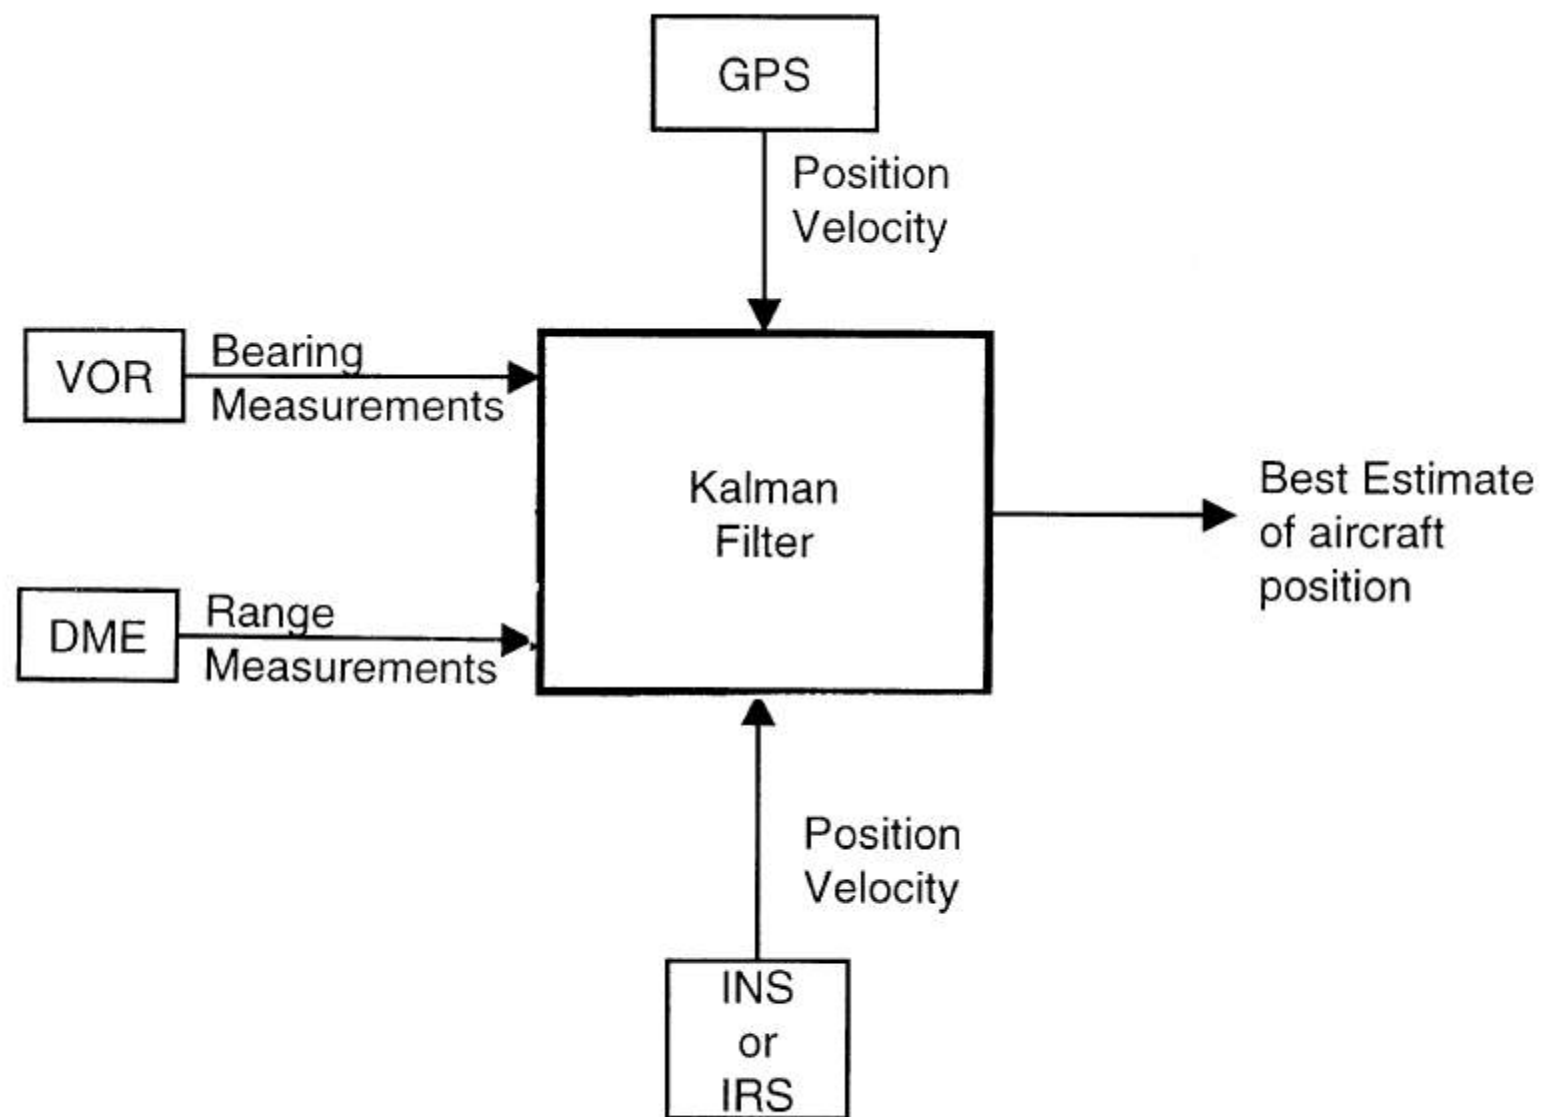 GPS
Position
Velocity
VOR
Bearing
Measurements
Kalman
Filter
Best Estimate
of aircraft
position
DME
Range
Measurements
Position
Velocity
INS
or
IRS